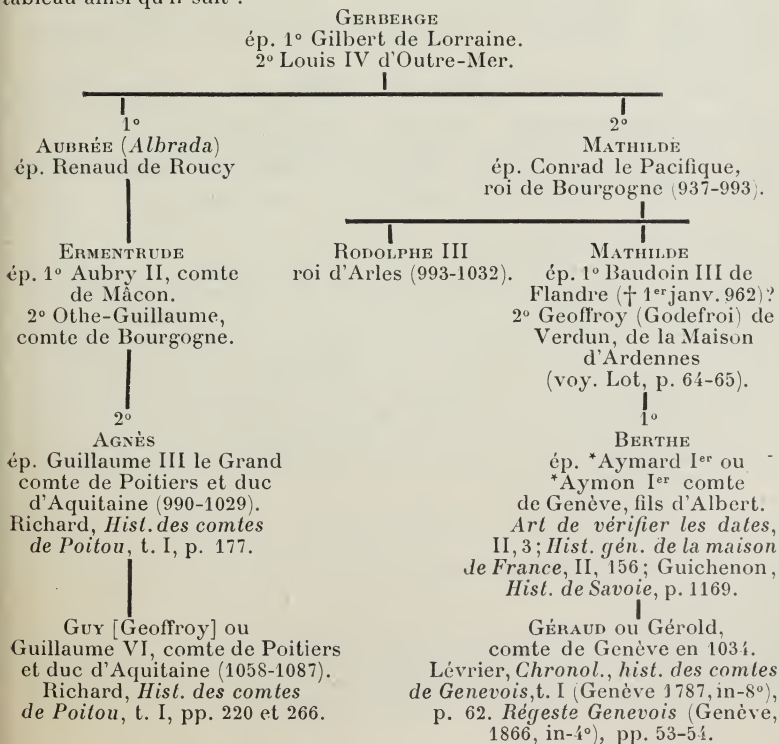 tableau ainsi qu'il suit :
GERBERGE
ép. 1° Gilbert de Lorraine.
2° Louis IV d'Outre-Mer.
1°
AUBRÉE (Albrada)
ép. Renaud de Roucy
2°
MATHILDE
ép. Conrad le Pacifique,
roi de Bourgogne (937-993).
ERMENTRUDE
ép. 1° Aubry II, comte
de Mâcon.
2° Othe-Guillaume,
comte de Bourgogne.
RODOLPHE III
roi d'Arles (993-1032).
MATHILDE
ép. 1° Baudoin III de
Flandre († 1er janv. 962)?
2° Geoffroy (Godefroi) de
Verdun, de la Maison
d'Ardennes
(voy. Lot, p. 64-65).
2°
AGNÈS
ép. Guillaume III le Grand
comte de Poitiers et duc
d'Aquitaine (990-1029).
Richard, Hist. des comtes
de Poitou, t. I, p. 177.
1°
BERTHE
ép. *Aymard Ier ou
*Aymon Ier comte
de Genève, fils d'Albert.
Art de vérifier les dates,
II, 3 ; Hist. gén. de la maison
de France, II, 156 ; Guichenon,
Hist. de Savoie, p. 1169.
GUY [Geoffroy] ou
Guillaume VI, comte de Poitiers
et duc d'Aquitaine (1058-1087).
Richard, Hist. des comtes
de Poitou, t. I, pp. 220 et 266.
GÉRAUD ou Gérold,
comte de Genève en 1034.
Lévrier, Chronol., hist. des comtes
de Genevois, t. I (Genève 1787, in-8°),
p. 62. Régeste Genevois (Genève,
1866, in-4°), pp. 53-54.